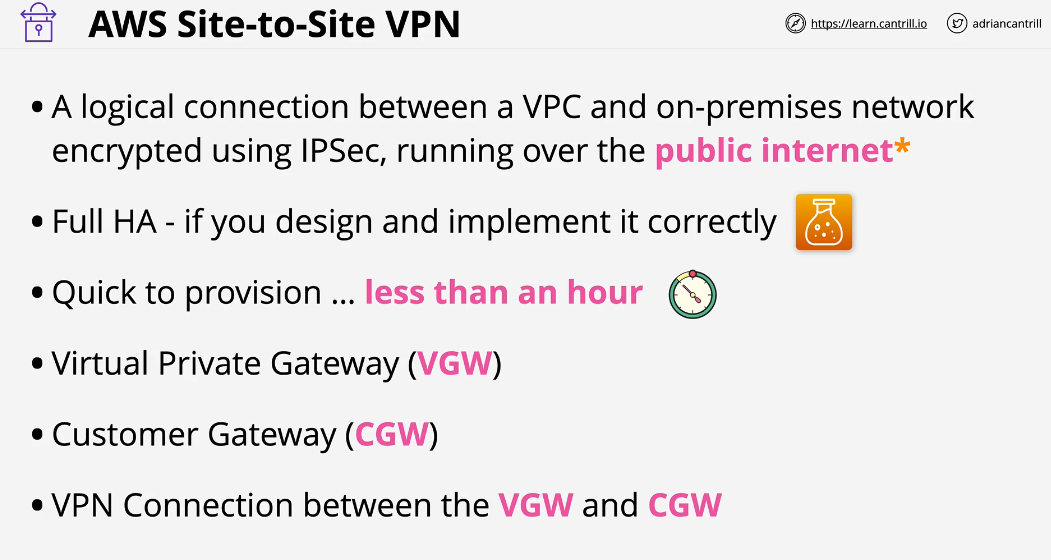 AWS Site-to-Site VPN
https://learn.cantrill.io
adriancantrill
• A logical connection between a VPC and on-premises network
encrypted using IPSec, running over the public internet*
• Full HA - if you design and implement it correctly
• Quick to provision ... less than an hour
• Virtual Private Gateway (VGW)
• Customer Gateway (CGW)
• VPN Connection between the VGW and CGW